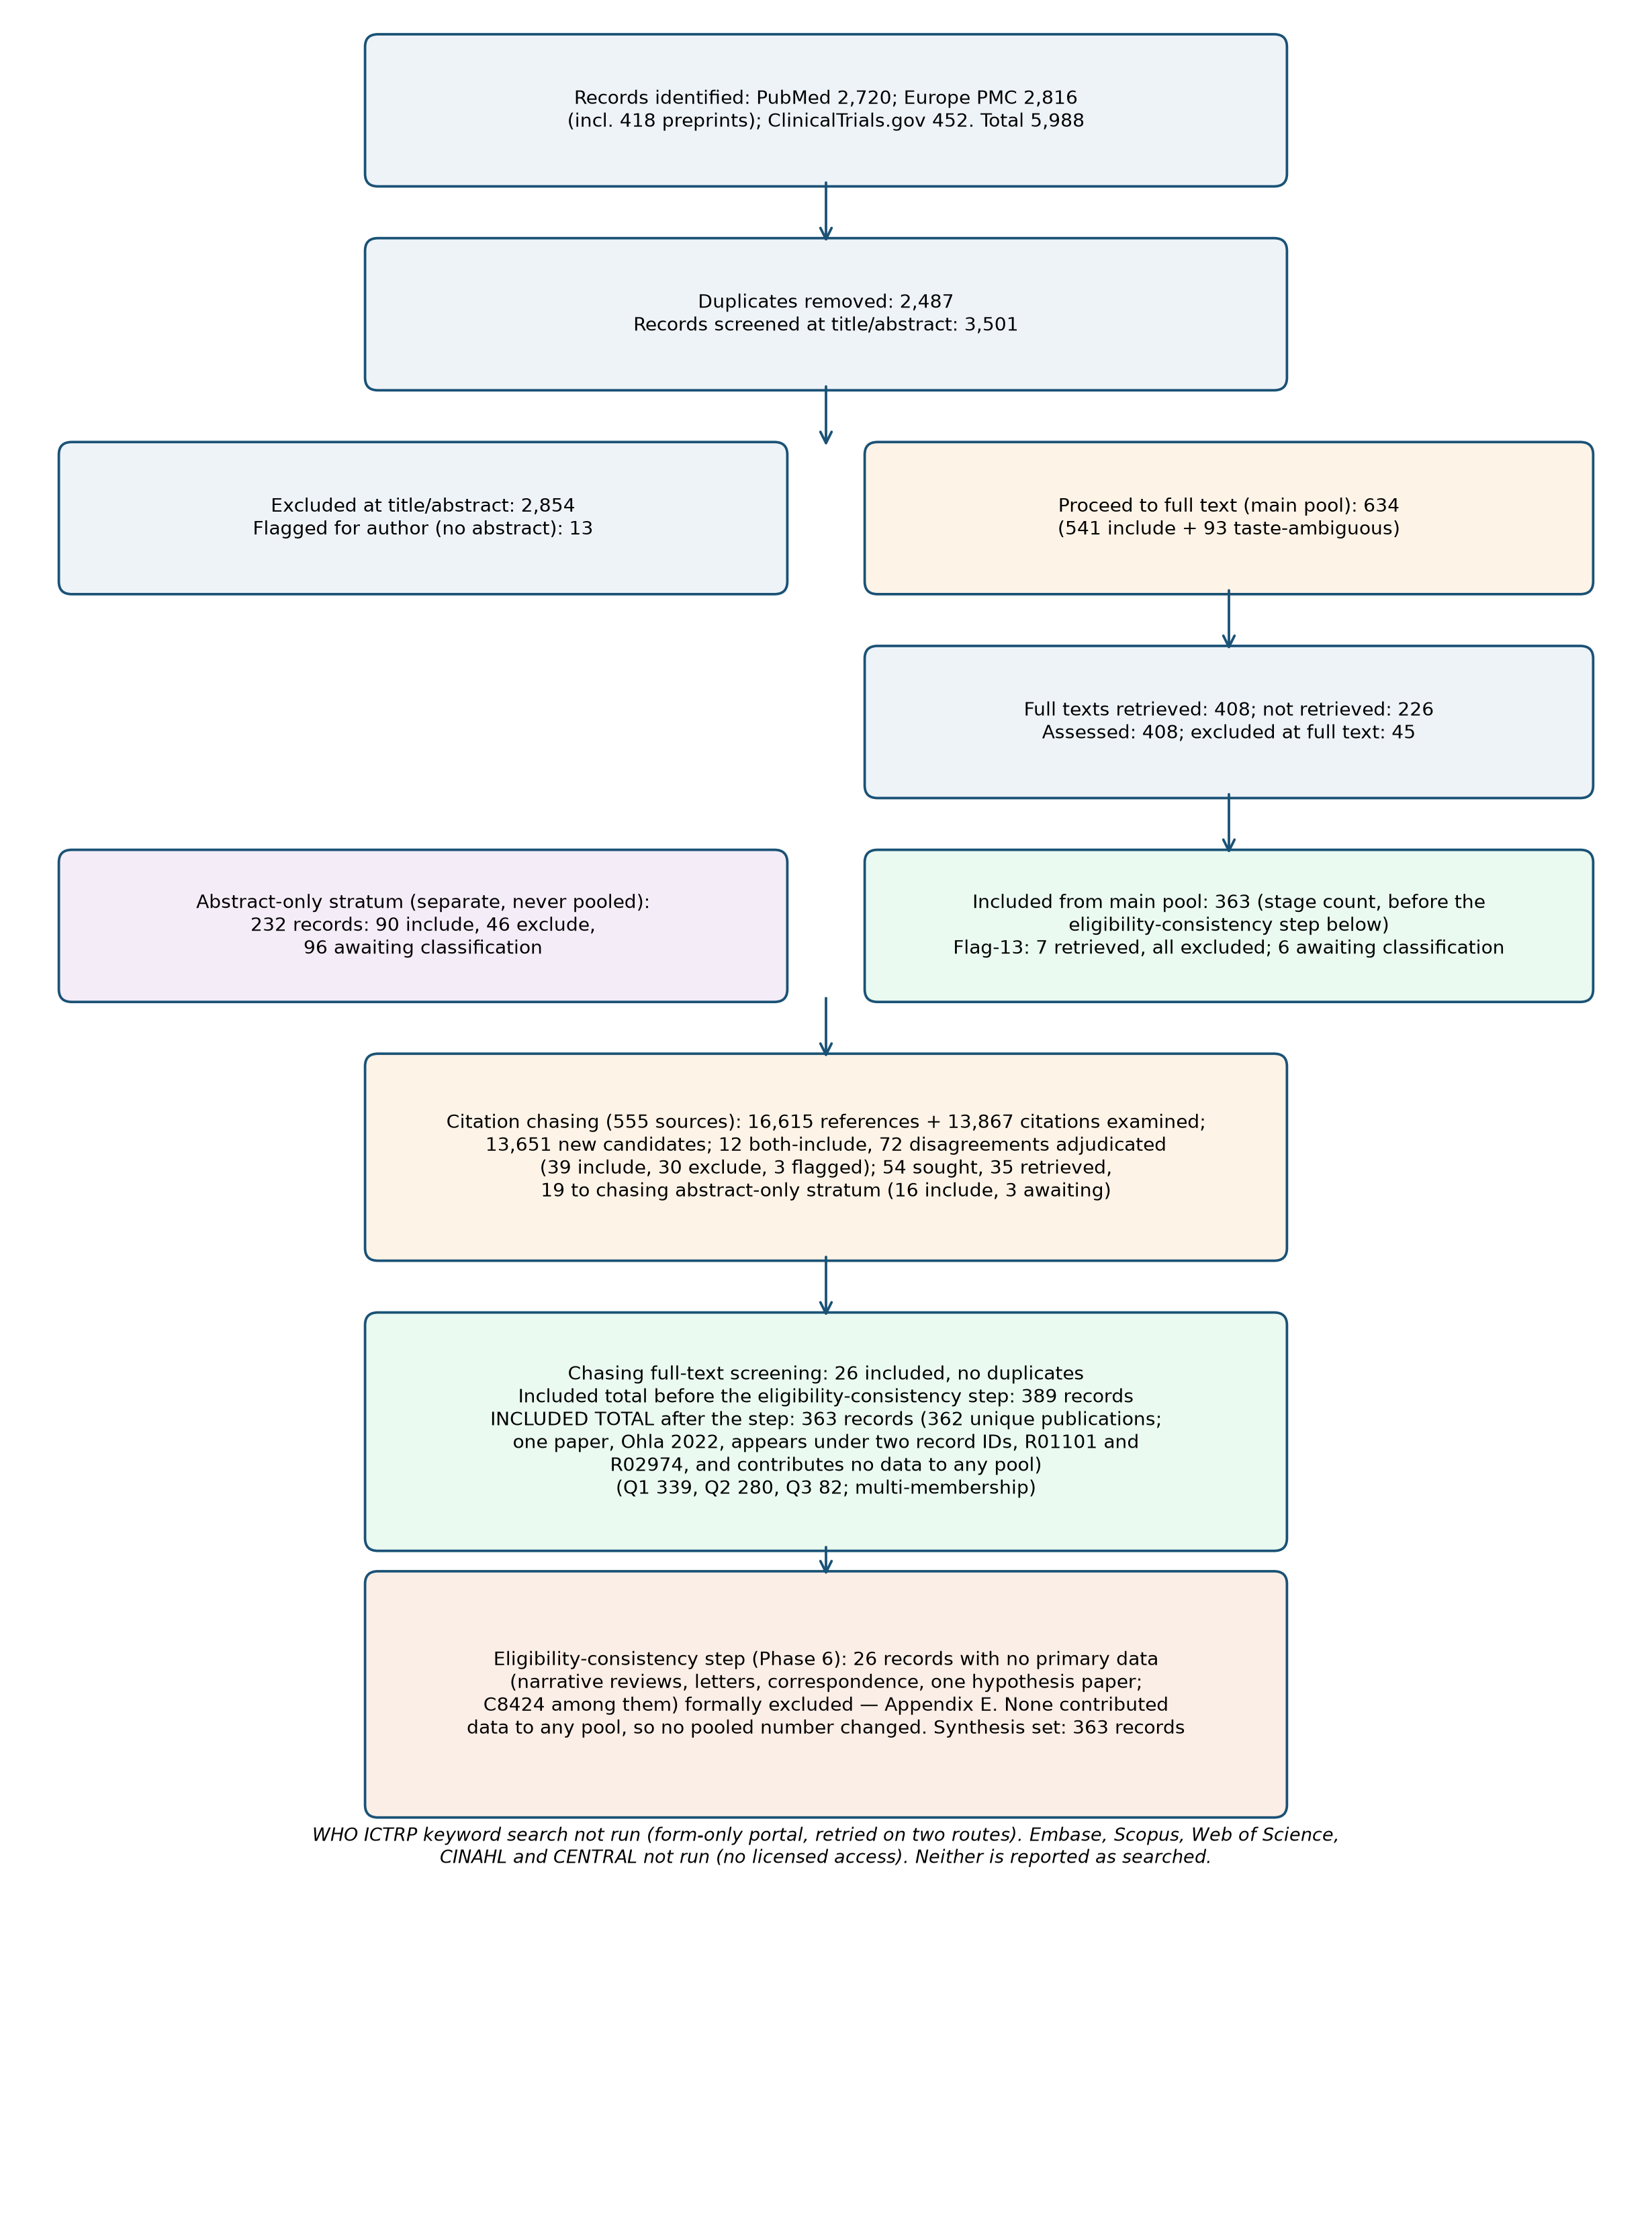 Records identified: PubMed 2,720; Europe PMC 2,816
(incl. 418 preprints); ClinicalTrials.gov 452. Total 5,988
Duplicates removed: 2,487
Records screened at title/abstract: 3,501
Excluded at title/abstract: 2,854
Flagged for author (no abstract): 13
Proceed to full text (main pool): 634
(541 include + 93 taste-ambiguous)
Full texts retrieved: 408; not retrieved: 226
Assessed: 408; excluded at full text: 45
Abstract-only stratum (separate, never pooled):
232 records: 90 include, 46 exclude,
96 awaiting classification
Included from main pool: 363 (stage count, before the
eligibility-consistency step below)
Flag-13: 7 retrieved, all excluded; 6 awaiting classification
Citation chasing (555 sources): 16,615 references + 13,867 citations examined;
13,651 new candidates; 12 both-include, 72 disagreements adjudicated
(39 include, 30 exclude, 3 flagged); 54 sought, 35 retrieved,
19 to chasing abstract-only stratum (16 include, 3 awaiting)
Chasing full-text screening: 26 included, no duplicates
Included total before the eligibility-consistency step: 389 records
INCLUDED TOTAL after the step: 363 records (362 unique publications;
one paper, Ohla 2022, appears under two record IDs, R01101 and
R02974, and contributes no data to any pool)
(Q1 339, Q2 280, Q3 82; multi-membership)
Eligibility-consistency step (Phase 6): 26 records with no primary data
(narrative reviews, letters, correspondence, one hypothesis paper;
C8424 among them) formally excluded — Appendix E. None contributed
data to any pool, so no pooled number changed. Synthesis set: 363 records
WHO ICTRP keyword search not run (form-only portal, retried on two routes). Embase, Scopus, Web of Science,
CINAHL and CENTRAL not run (no licensed access). Neither is reported as searched.